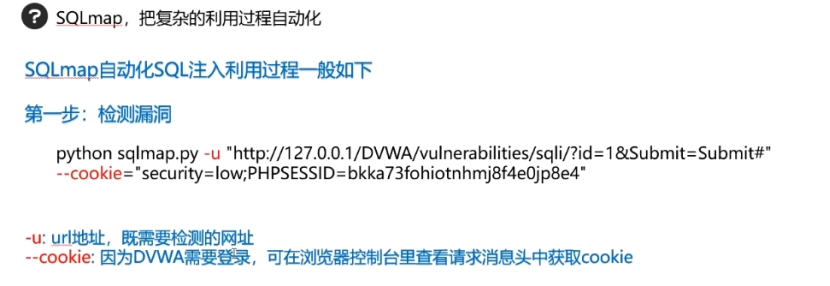 ? SQLmap，把复杂的利用过程自动化
SQLmap自动化SQL注入利用过程一般如下
第一步：检测漏洞
python sqlmap.py -u "http://127.0.0.1/DVWA/vulnerabilities/sqli/?id=1&Submit=Submit#"
--cookie="security=low;PHPSESSID=bkka73fohiotnhmj8f4e0jp8e4"
-u: url地址，既需要检测的网址
--cookie: 因为DVWA需要登录，可在浏览器控制台里查看请求消息头中获取cookie